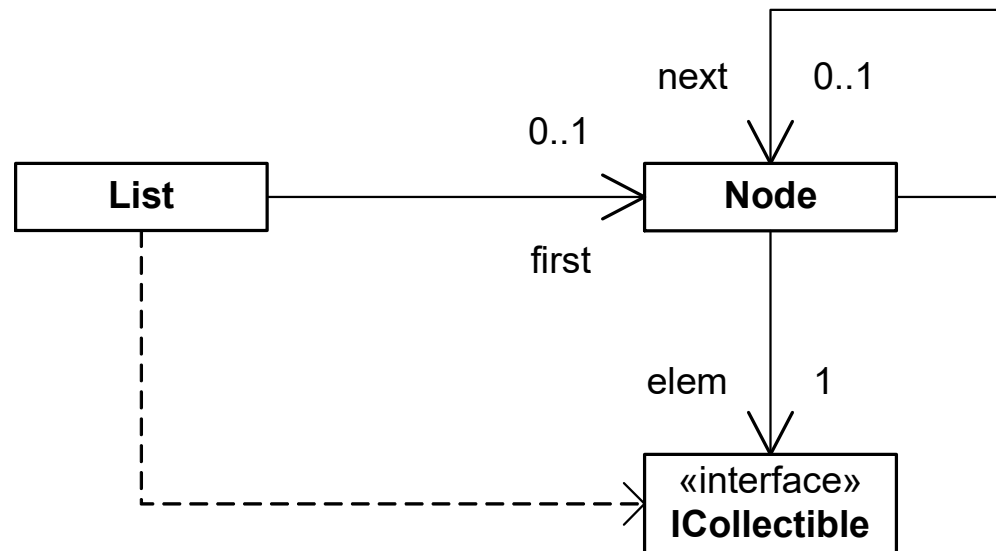 next 0..1
0..1
List
Node
first
elem 1
«interface»
ICollectible